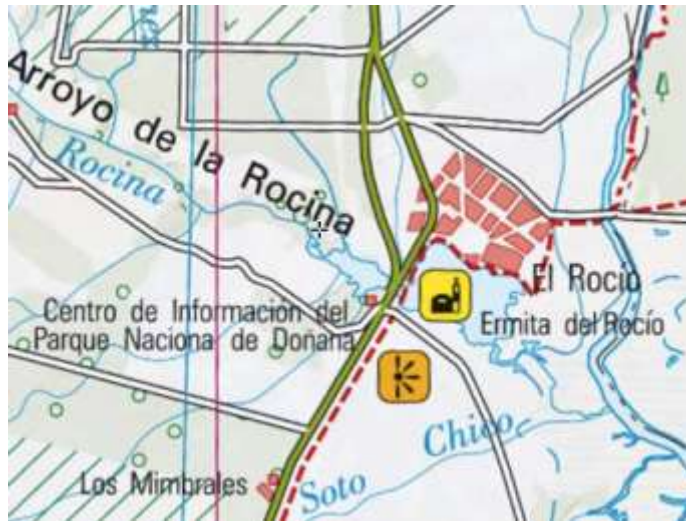 Arroyo de la Rocina
Rocina
El Rocío
Centro de Información del
Parque Naciona de Doñana
Ermita del Rocío
Chico
Soto
Los Mimbrales